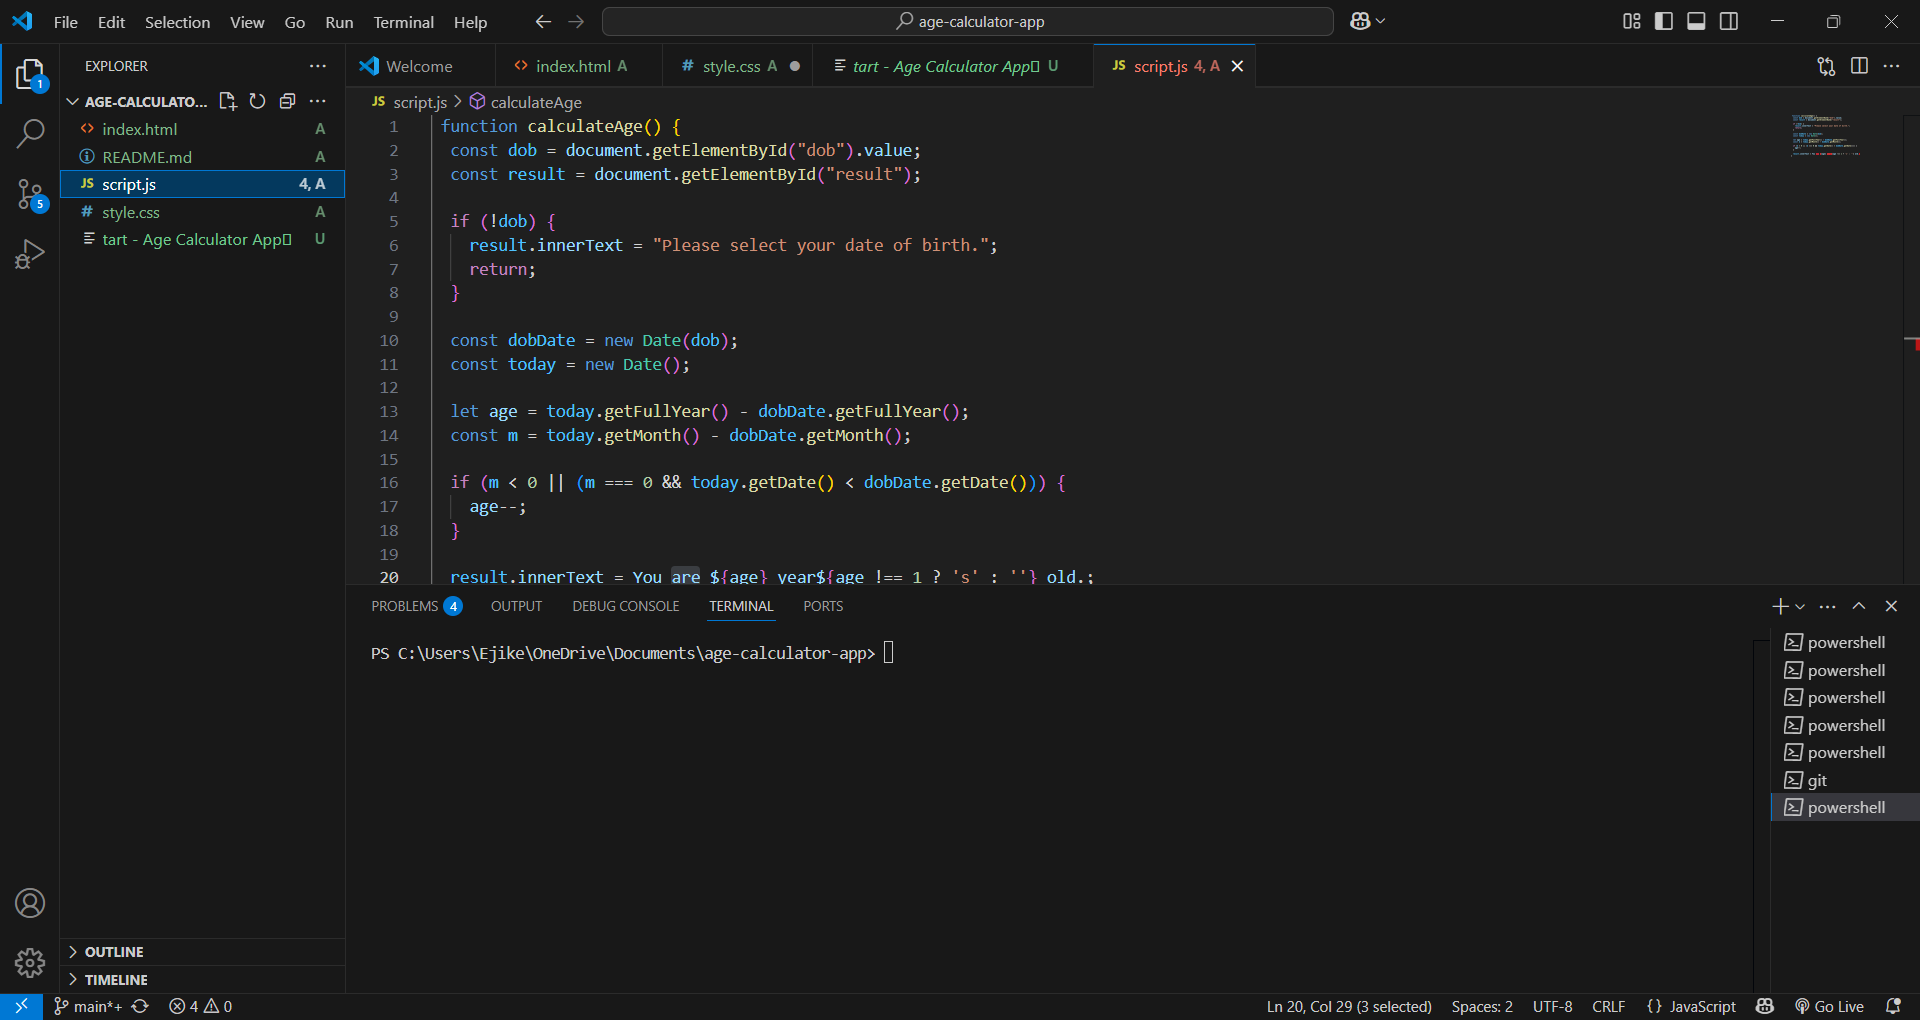 File Edit Selection View Go Run Terminal Help
age-calculator-app
EXPLORER
AGE-CALCULATO...
index.html A
README.md A
script.js 4, A
style.css A
tart - Age Calculator App▯ U
OUTLINE
TIMELINE
1
5
Welcome
index.html A
style.css A
tart - Age Calculator App▯ U
script.js 4, A
JS script.js > calculateAge
1 function calculateAge() {
2 const dob = document.getElementById("dob").value;
3 const result = document.getElementById("result");
4
5 if (!dob) {
6 result.innerText = "Please select your date of birth.";
7 return;
8 }
9
10 const dobDate = new Date(dob);
11 const today = new Date();
12
13 let age = today.getFullYear() - dobDate.getFullYear();
14 const m = today.getMonth() - dobDate.getMonth();
15
16 if (m < 0 || (m === 0 && today.getDate() < dobDate.getDate())) {
17 age--;
18 }
19
20 result.innerText = You are ${age} year${age !== 1 ? 's' : ''} old.;
PROBLEMS 4 OUTPUT DEBUG CONSOLE TERMINAL PORTS
PS C:\Users\Ejike\OneDrive\Documents\age-calculator-app>
powershell
powershell
powershell
powershell
powershell
git
powershell
main*+ 4 0
Ln 20, Col 29 (3 selected) Spaces: 2 UTF-8 CRLF {} JavaScript Go Live